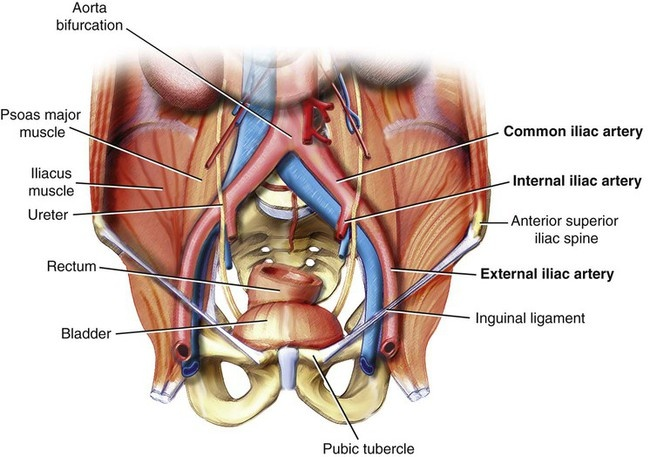 Aorta
bifurcation
Psoas major
muscle
Iliacus
muscle
Ureter
Rectum
Bladder
Common iliac artery
Internal iliac artery
Anterior superior
iliac spine
External iliac artery
Inguinal ligament
Pubic tubercle